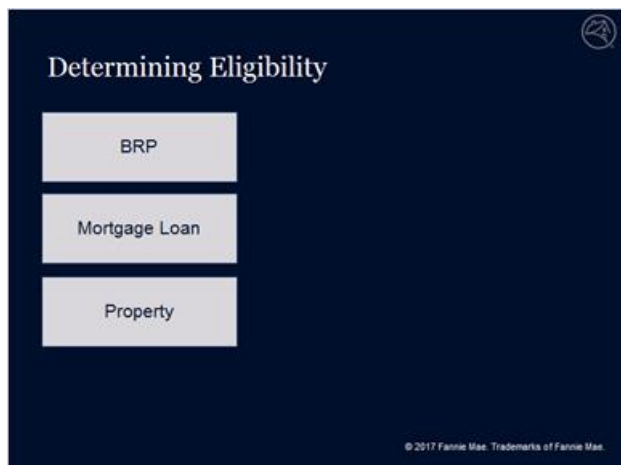 Determining Eligibility
BRP
Mortgage Loan
Property
© 2017 Fannie Mae. Trademarks of Fannie Mae.